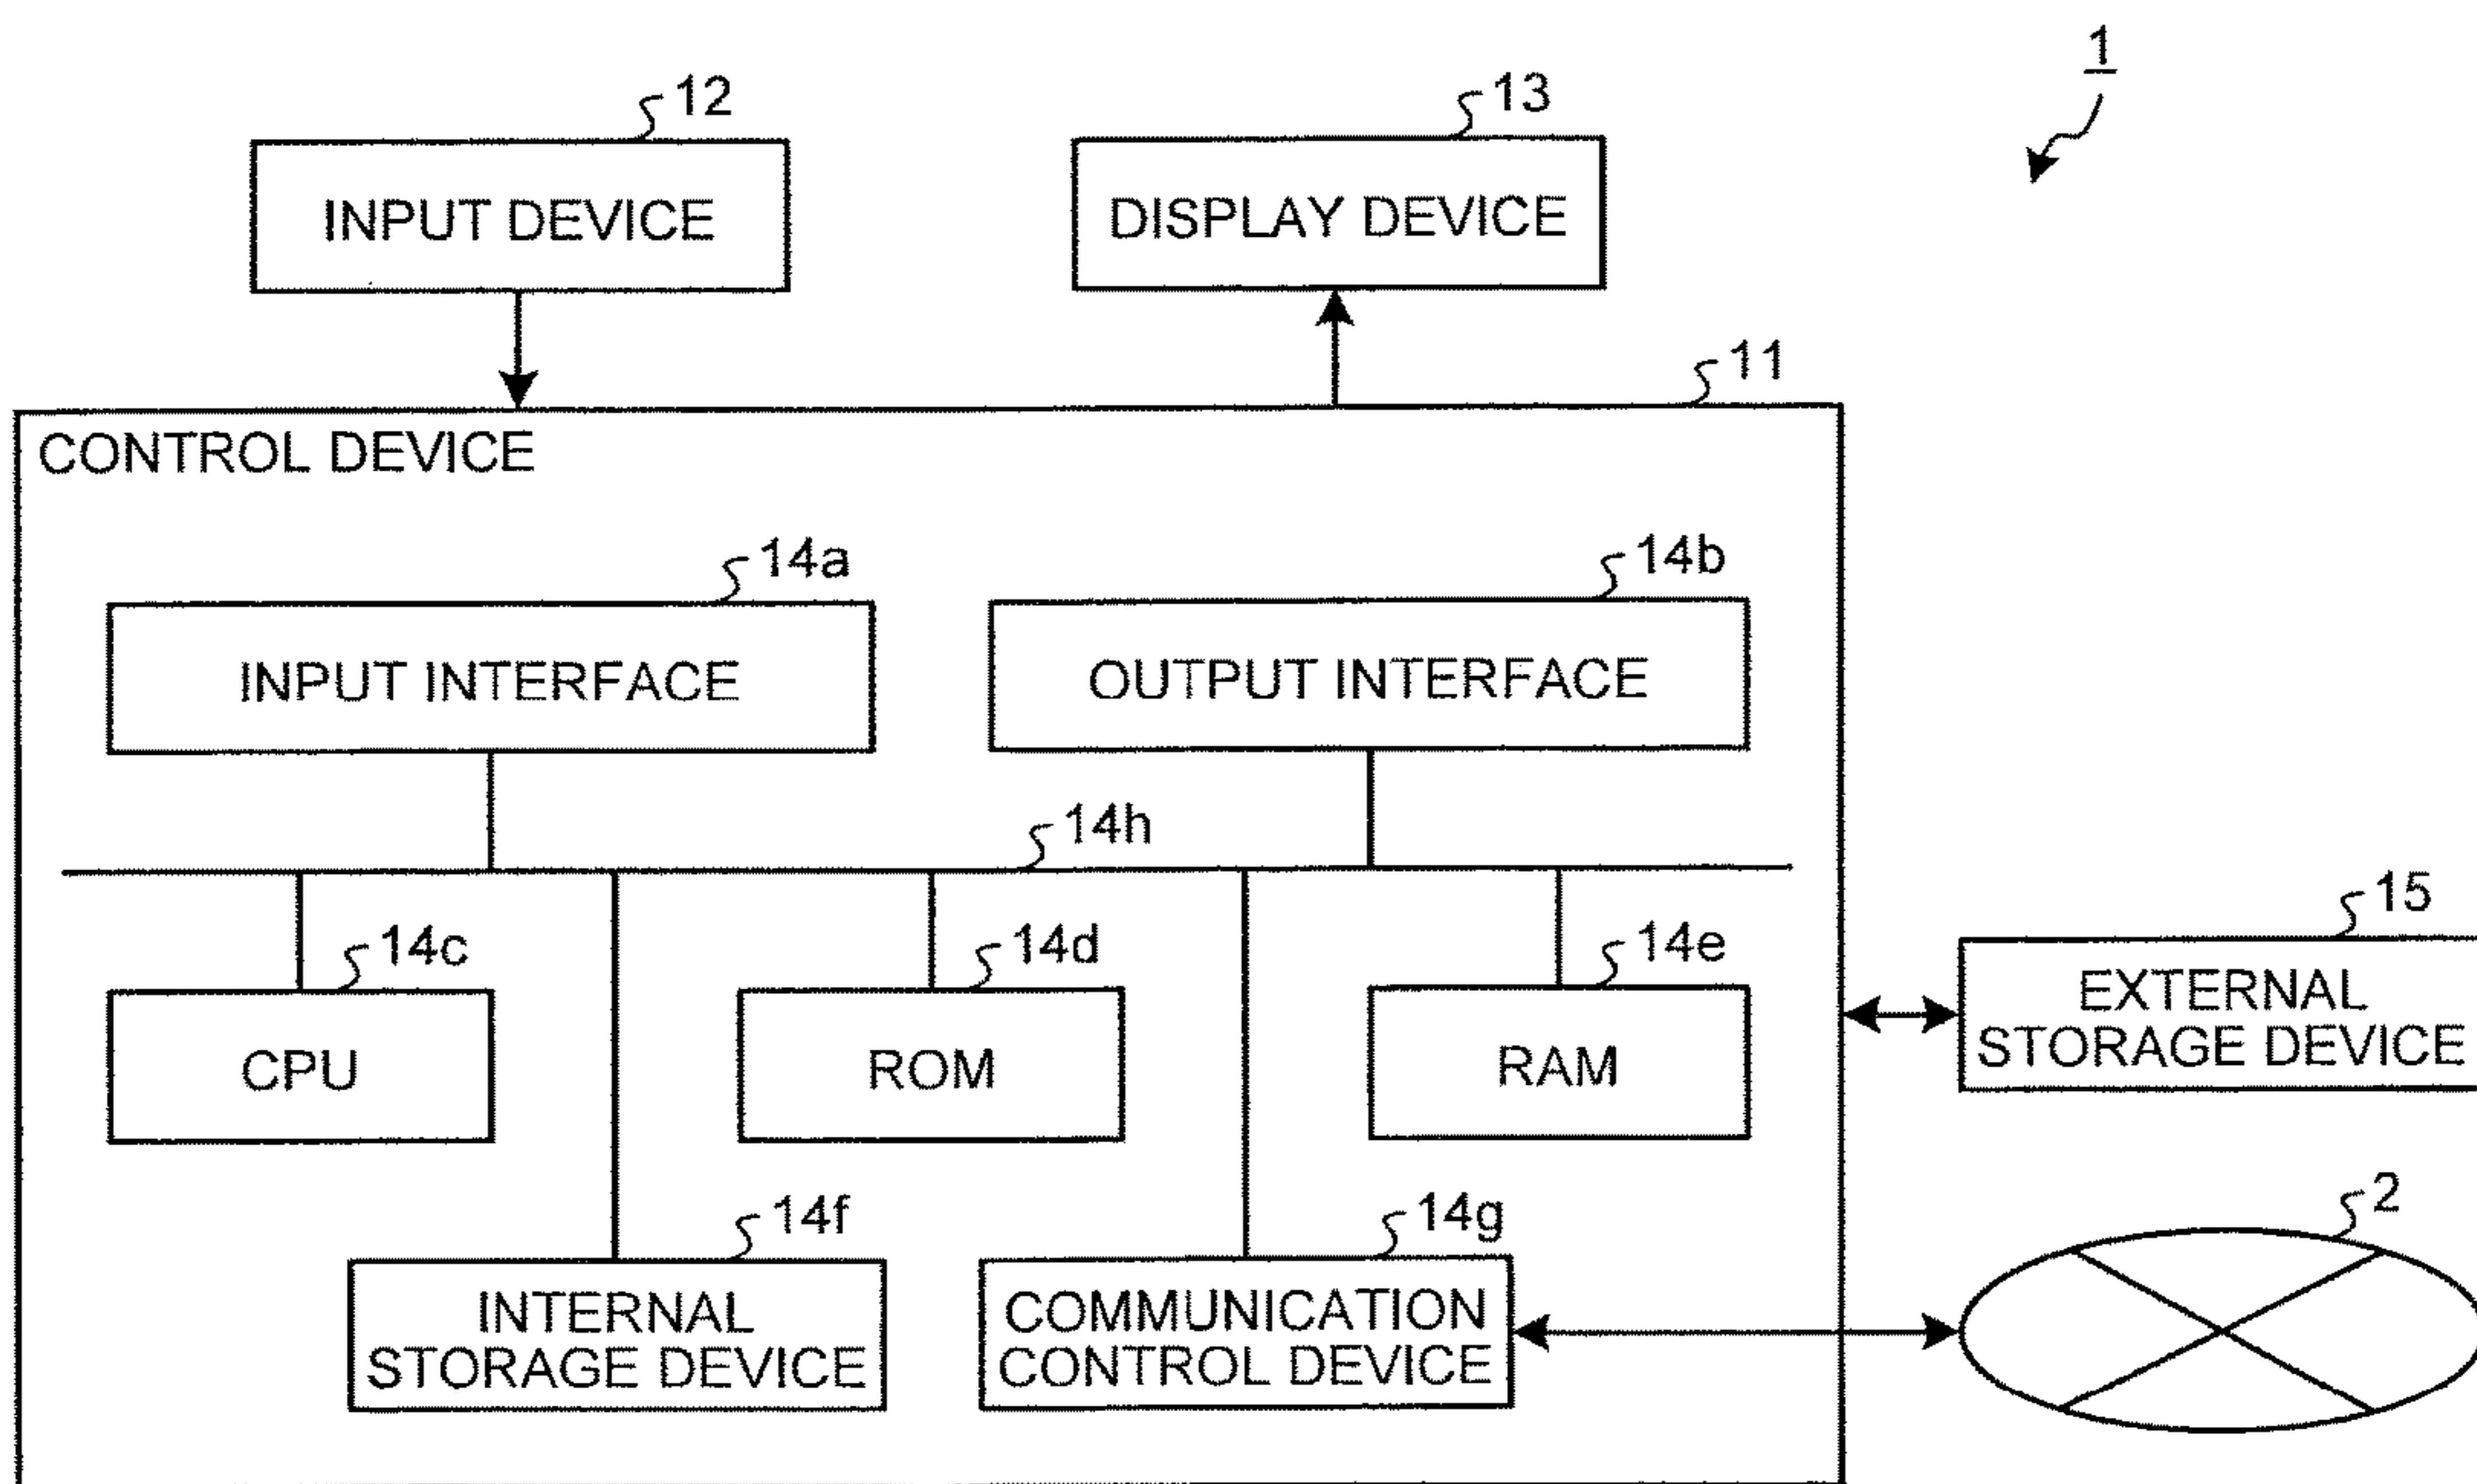 1
12
13
INPUT DEVICE
DISPLAY DEVICE
11
CONTROL DEVICE
14a
14b
INPUT INTERFACE
OUTPUT INTERFACE
14h
14c
14d
14e
15
CPU
ROM
RAM
EXTERNAL
STORAGE DEVICE
14f
14g
2
INTERNAL
STORAGE DEVICE
COMMUNICATION
CONTROL DEVICE